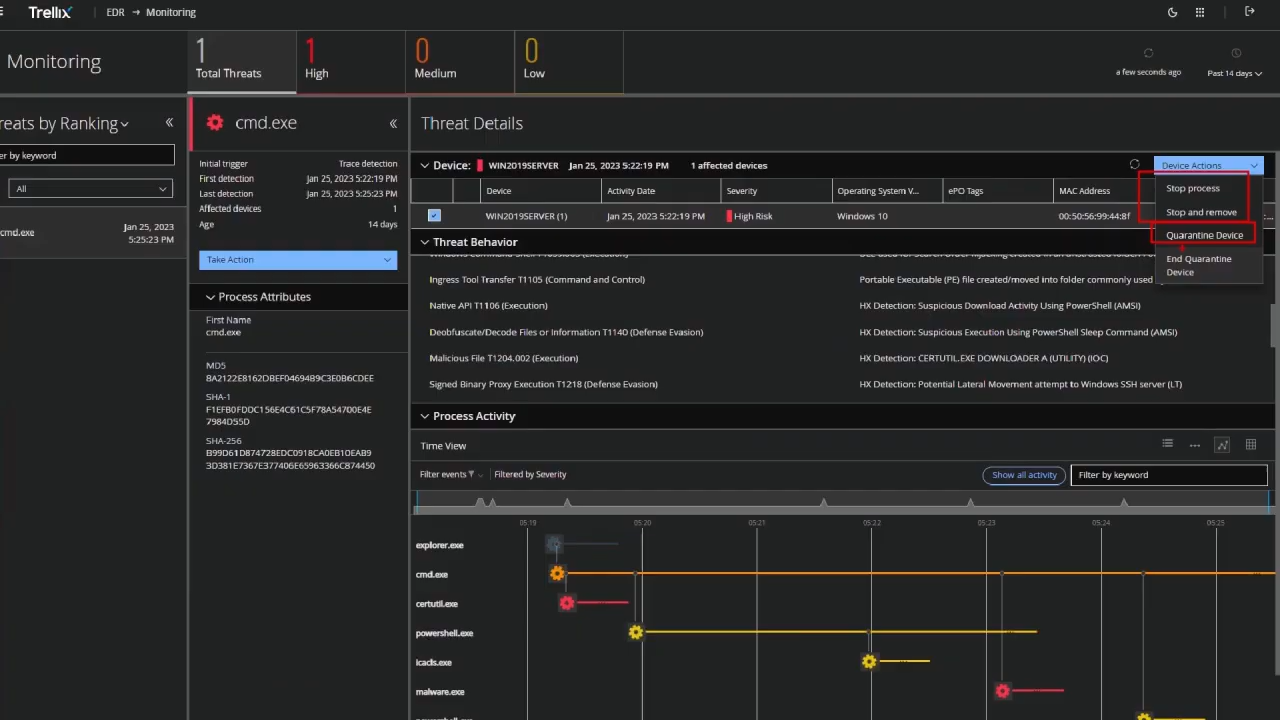 Trellix
EDR → Monitoring
Monitoring
1
Total Threats
1
High
0
Medium
0
Low
a few seconds ago
Past 14 days
reats by Ranking
er by keyword
All
cmd.exe
Jan 25, 2023
5:25:23 PM
cmd.exe
Initial trigger Trace detection
First detection Jan 25, 2023 5:22:19 PM
Last detection Jan 25, 2023 5:25:23 PM
Affected devices 1
Age 14 days
Take Action
Process Attributes
First Name
cmd.exe
MD5
8A2122E8162DBEF04694B9C3E0B6CDEE
SHA-1
F1EFB0FDDC156E4C61C5F78A54700E4E
7984D55D
SHA-256
B99D61D874728EDC0918CA0EB10EAB9
3D381E7367E377406E65963366C874450
Threat Details
Device: WIN2019SERVER Jan 25, 2023 5:22:19 PM 1 affected devices
Device Actions
Stop process
Stop and remove
Quarantine Device
End Quarantine
Device
Device Activity Date Severity Operating System V... ePO Tags MAC Address
WIN2019SERVER (1) Jan 25, 2023 5:22:19 PM High Risk Windows 10 00:50:56:99:44:8f :...
Threat Behavior
Ingress Tool Transfer T1105 (Command and Control) Portable Executable (PE) file created/moved into folder commonly used
Native API T1106 (Execution) HX Detection: Suspicious Download Activity Using PowerShell (AMSI)
Deobfuscate/Decode Files or Information T1140 (Defense Evasion) HX Detection: Suspicious Execution Using PowerShell Sleep Command (AMSI)
Malicious File T1204.002 (Execution) HX Detection: CERTUTIL.EXE DOWNLOADER A (UTILITY) (IOC)
Signed Binary Proxy Execution T1218 (Defense Evasion) HX Detection: Potential Lateral Movement attempt to Windows SSH server (LT)
Process Activity
Time View
Filter events Filtered by Severity
Show all activity
Filter by keyword
05:19 05:20 05:21 05:22 05:23 05:24 05:25
explorer.exe
cmd.exe
certutil.exe
powershell.exe
icacls.exe
malware.exe